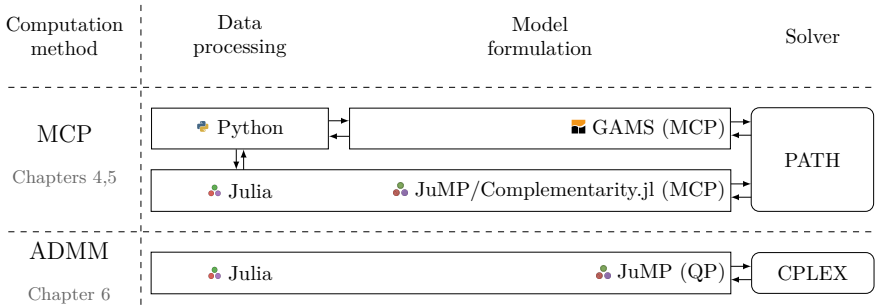 Computation
method
Data
processing
Model
formulation
Solver
MCP
Chapters 4,5
Python
GAMS (MCP)
PATH
Julia
JuMP/Complementarity.jl (MCP)
ADMM
Chapter 6
Julia
JuMP (QP)
CPLEX